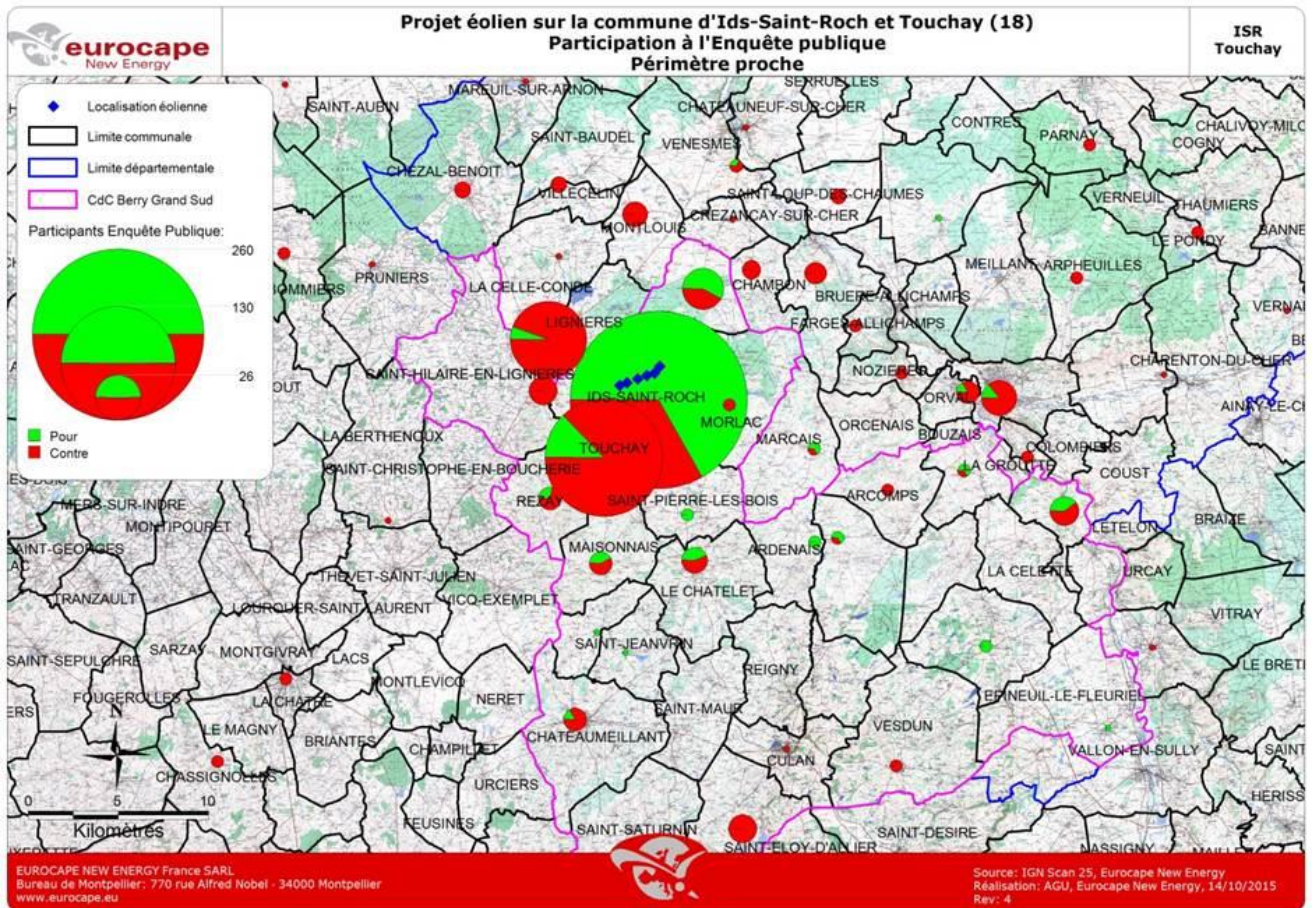 eurocape
New Energy
Projet éolien sur la commune d'Ids-Saint-Roch et Touchay (18)
Participation à l'Enquête publique
Périmètre proche
ISR
Touchay
Localisation éolienne
Limite communale
Limite départementale
CdC Berry Grand Sud
Participants Enquête Publique:
260
130
26
Pour
Contre
SERRUELLES
MAREUIL-SUR-ARNON
SAINT-AUBIN
CHATEAUNEUF-SUR-CHER
CONTRES
PARNAY
SAINT-BAUDEL
VENESMES
COGNY
CHEZAL-BENOIT
VILLECELIN
SAINT-LOUP-DES-CHAUMES
VERNEUIL
THAUMIERS
CREZANCAY-SUR-CHER
MONTLOUIS
LE PONDY
BANNE
PRUNIERS
MEILLANT
ARPHEUILLES
LA CELLE-CONDE
CHAMBON
BOMMIERS
BRUERE-ALLICHAMPS
LIGNIERES
FARGES-ALLICHAMPS
CHARENTON-DU-CHER
SAINT-HILAIRE-EN-LIGNIERES
NOZIERES
IDS-SAINT-ROCH
ORVAL
MORLAC
ORCENAIS
BOUZAIS
LA BERTHENOUX
MARCAIS
TOUCHAY
COLOMBIERS
SAINT-CHRISTOPHE-EN-BOUCHERIE
LA GROUTTE
COUST
MERS-SUR-INDRE
REZAY
SAINT-PIERRE-LES-BOIS
ARCOMPS
MONTIPOURET
LETELON
BRAIZE
SAINT-GEORGES
MAISONNAIS
ARDENAIS
THEVET-SAINT-JULIEN
LA CELETTE
URCAY
TRANZAULT
VICQ-EXEMPLET
LE CHATELET
LOUROUER-SAINT-LAURENT
VITRAY
SAINT-JEANVRIN
SARZAY
MONTGIVRAY
LACS
SAINT-SEPULCHRE
REIGNY
LE BRETI
MONTLEVICQ
FOUGEROLLES
LA CHATRE
NERET
EPINEUIL-LE-FLEURIEL
SAINT-MAUR
LE MAGNY
VESDUN
BRIANTES
CHATEAUMEILLANT
CHAMPILLET
VALLON-EN-SULLY
CULAN
CHASSIGNOLLES
URCIERS
FEUSINES
SAINT-SATURNIN
SAINT-DESIRE
SAINT-ELOY-D'ALLIER
NASSIGNY
N
0 5 10
Kilomètres
EUROCAPE NEW ENERGY France SARL
Bureau de Montpellier: 770 rue Alfred Nobel - 34000 Montpellier
www.eurocape.eu
Source: IGN Scan 25, Eurocape New Energy
Réalisation: AGU, Eurocape New Energy, 14/10/2015
Rev: 4